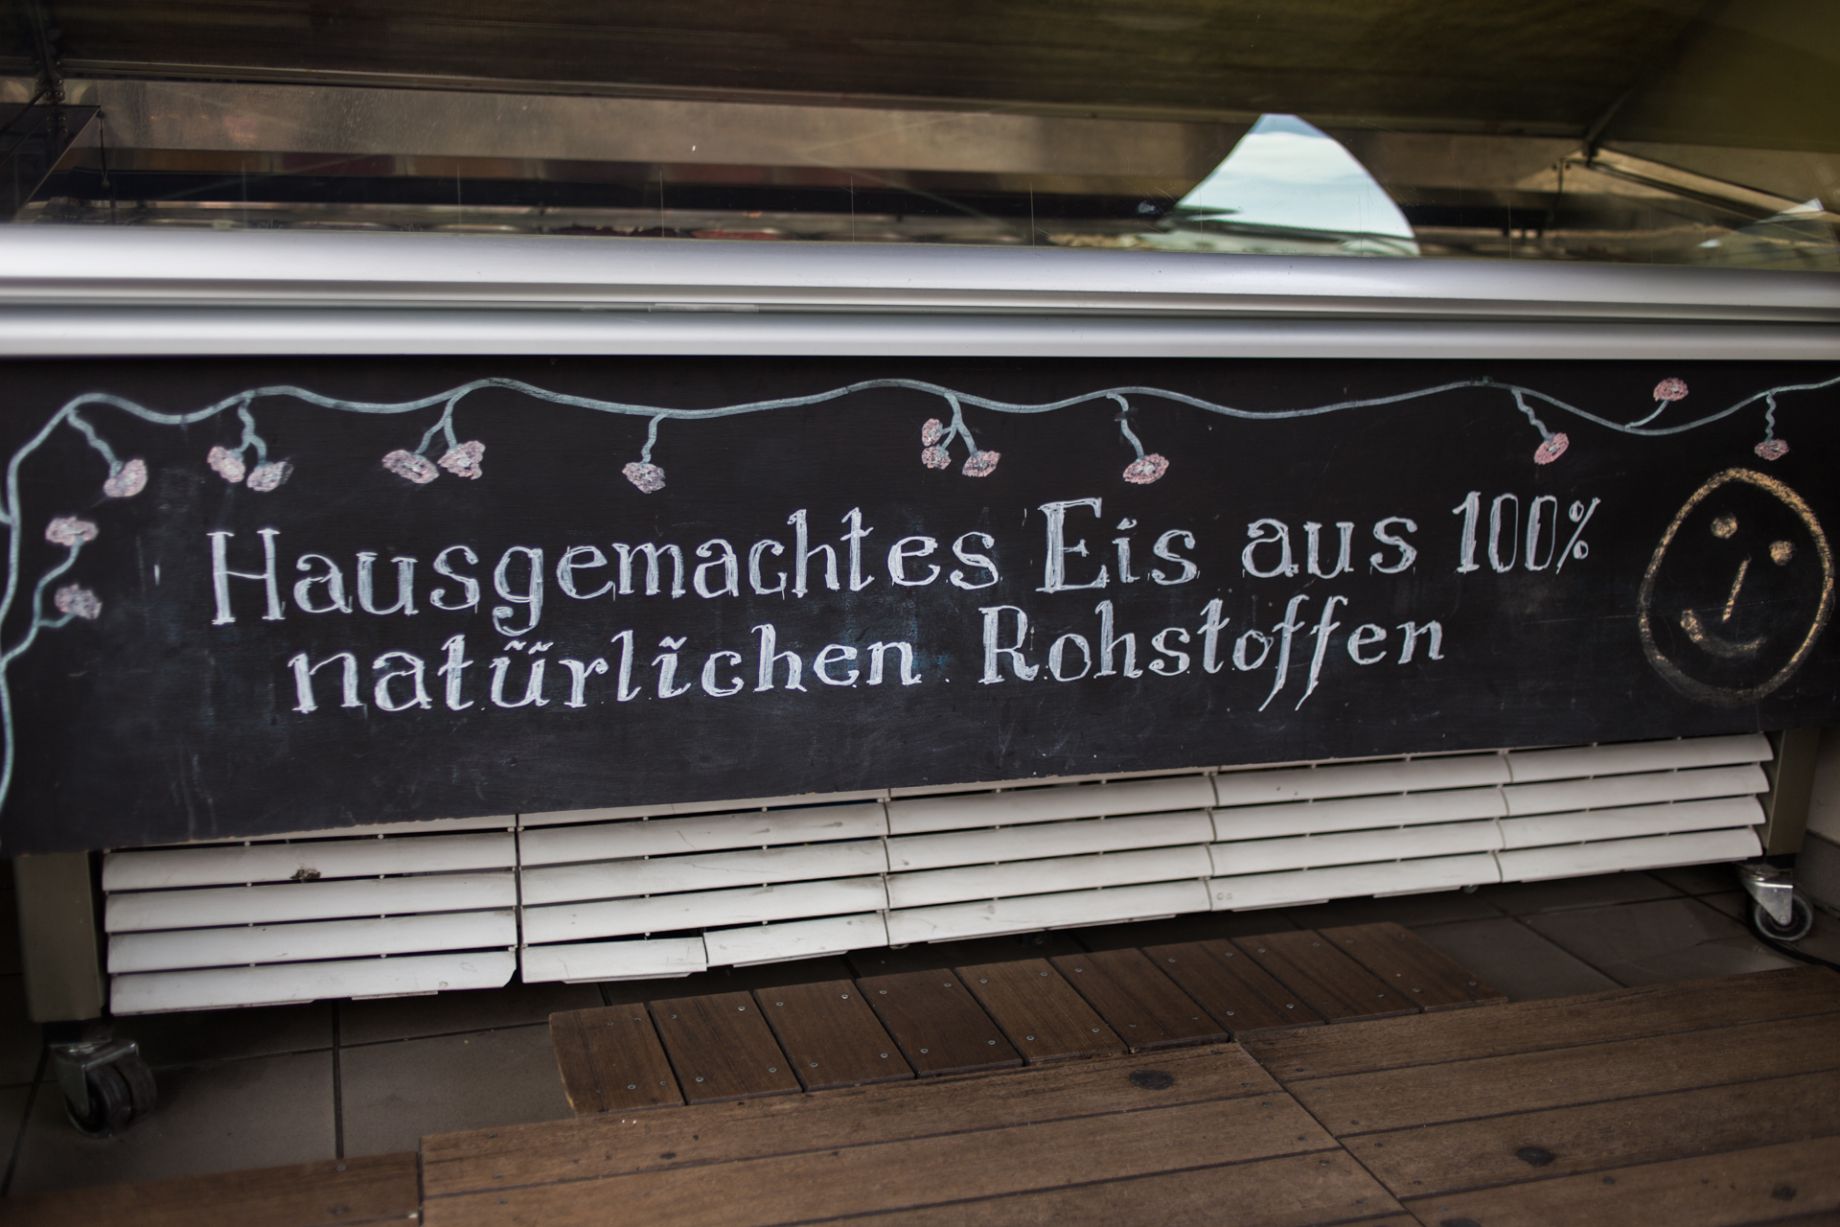 Hausgemachtes Eis aus 100%
natürlichen Rohstoffen